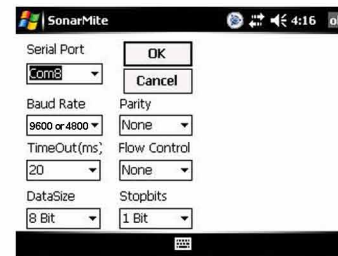 SonarMite 4:16
Serial Port
OK
Com8
Cancel
Baud Rate Parity
9600 or 4800 None
TimeOut(ms) Flow Control
20 None
DataSize Stopbits
8 Bit 1 Bit